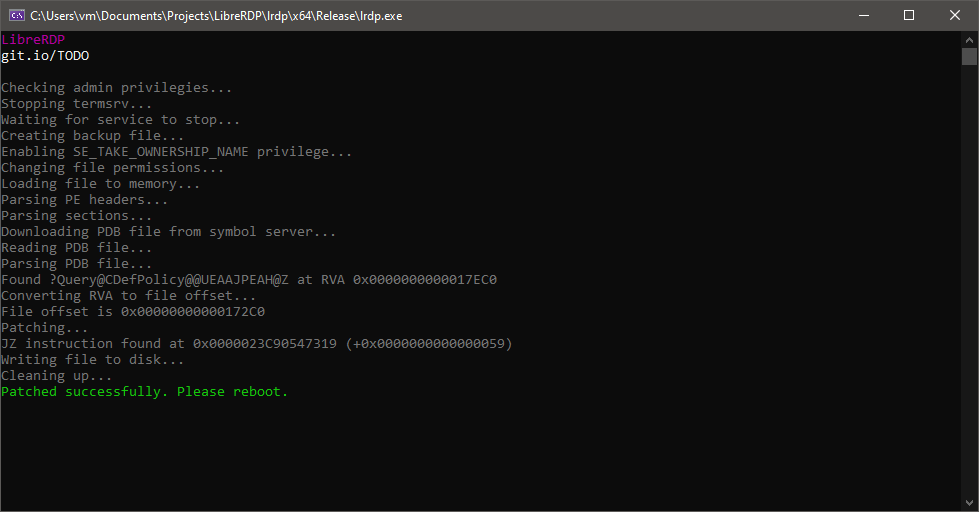 C:\Users\vm\Documents\Projects\LibreRDP\lrdp\x64\Release\lrdp.exe
LibreRDP
git.io/TODO
Checking admin privilegies...
Stopping termsrv...
Waiting for service to stop...
Creating backup file...
Enabling SE_TAKE_OWNERSHIP_NAME privilege...
Changing file permissions...
Loading file to memory...
Parsing PE headers...
Parsing sections...
Downloading PDB file from symbol server...
Reading PDB file...
Parsing PDB file...
Found ?Query@CDefPolicy@@UEAAJPEAH@Z at RVA 0x0000000000017EC0
Converting RVA to file offset...
File offset is 0x00000000000172C0
Patching...
JZ instruction found at 0x0000023C90547319 (+0x0000000000000059)
Writing file to disk...
Cleaning up...
Patched successfully. Please reboot.